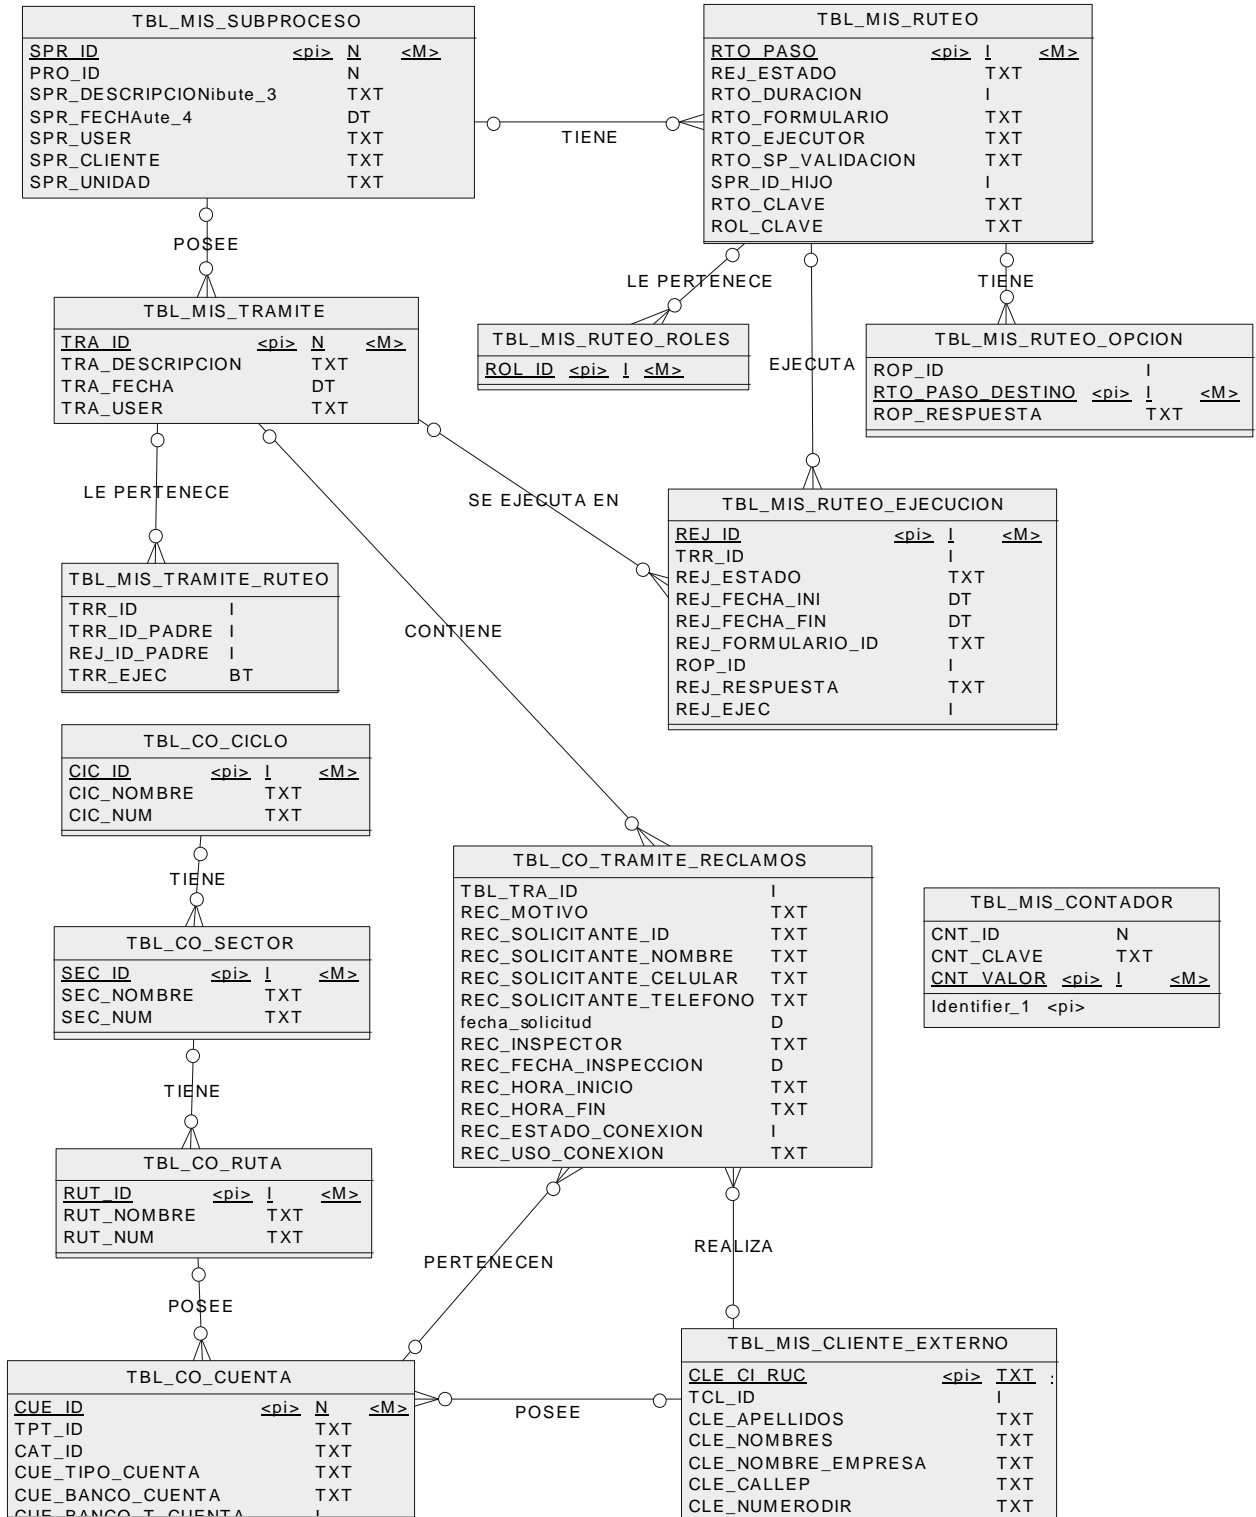 TBL_MIS_SUBPROCESO
SPR_ID <pi> N <M>
PRO_ID N
SPR_DESCRIPCIONibute_3 TXT
SPR_FECHAute_4 DT
SPR_USER TXT
SPR_CLIENTE TXT
SPR_UNIDAD TXT
TIENE
TBL_MIS_RUTEO
RTO_PASO <pi> I <M>
REJ_ESTADO TXT
RTO_DURACION I
RTO_FORMULARIO TXT
RTO_EJECUTOR TXT
RTO_SP_VALIDACION TXT
SPR_ID_HIJO I
RTO_CLAVE TXT
ROL_CLAVE TXT
POSEE
LE PERTENECE
TIENE
TBL_MIS_TRAMITE
TRA_ID <pi> N <M>
TRA_DESCRIPCION TXT
TRA_FECHA DT
TRA_USER TXT
TBL_MIS_RUTEO_ROLES
ROL_ID <pi> I <M>
EJECUTA
TBL_MIS_RUTEO_OPCION
ROP_ID I
RTO_PASO_DESTINO <pi> I <M>
ROP_RESPUESTA TXT
LE PERTENECE
SE EJECUTA EN
TBL_MIS_RUTEO_EJECUCION
REJ_ID <pi> I <M>
TRR_ID I
REJ_ESTADO TXT
REJ_FECHA_INI DT
REJ_FECHA_FIN DT
REJ_FORMULARIO_ID TXT
ROP_ID I
REJ_RESPUESTA TXT
REJ_EJEC I
TBL_MIS_TRAMITE_RUTEO
TRR_ID I
TRR_ID_PADRE I
REJ_ID_PADRE I
TRR_EJEC BT
CONTIENE
TBL_CO_CICLO
CIC_ID <pi> I <M>
CIC_NOMBRE TXT
CIC_NUM TXT
TIENE
TBL_CO_SECTOR
SEC_ID <pi> I <M>
SEC_NOMBRE TXT
SEC_NUM TXT
TIENE
TBL_CO_TRAMITE_RECLAMOS
TBL_TRA_ID I
REC_MOTIVO TXT
REC_SOLICITANTE_ID TXT
REC_SOLICITANTE_NOMBRE TXT
REC_SOLICITANTE_CELULAR TXT
REC_SOLICITANTE_TELEFONO TXT
fecha_solicitud D
REC_INSPECTOR TXT
REC_FECHA_INSPECCION D
REC_HORA_INICIO TXT
REC_HORA_FIN TXT
REC_ESTADO_CONEXION I
REC_USO_CONEXION TXT
TBL_MIS_CONTADOR
CNT_ID N
CNT_CLAVE TXT
CNT_VALOR <pi> I <M>
Identifier_1 <pi>
TBL_CO_RUTA
RUT_ID <pi> I <M>
RUT_NOMBRE TXT
RUT_NUM TXT
POSEE
PERTENECEN
REALIZA
TBL_CO_CUENTA
CUE_ID <pi> N <M>
TPT_ID TXT
CAT_ID TXT
CUE_TIPO_CUENTA TXT
CUE_BANCO_CUENTA TXT
CUE_BANCO_T_CUENTA I
POSEE
TBL_MIS_CLIENTE_EXTERNO
CLE_CI_RUC <pi> TXT
TCL_ID I
CLE_APELLIDOS TXT
CLE_NOMBRES TXT
CLE_NOMBRE_EMPRESA TXT
CLE_CALLEP TXT
CLE_NUMERODIR TXT